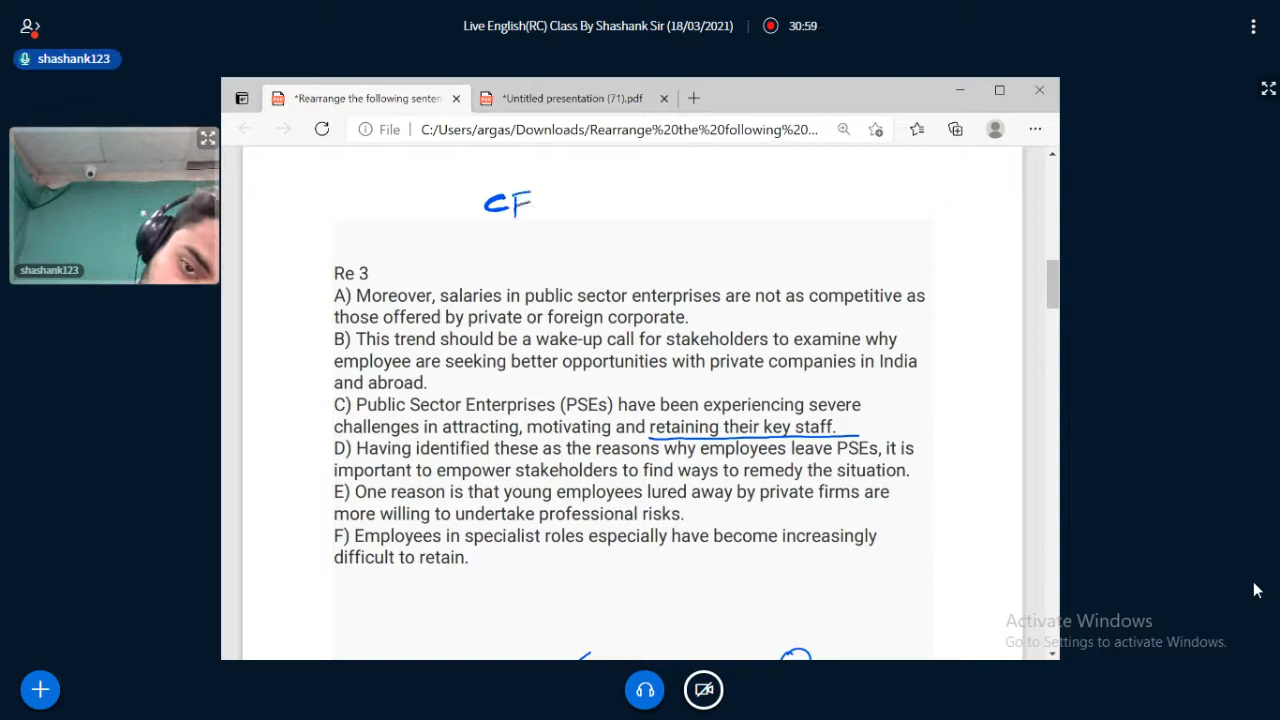 Live English(RC) Class By Shashank Sir (18/03/2021)
30:59
shashank123
*Rearrange the following senten
*Untitled presentation (71).pdf
File
C:/Users/argas/Downloads/Rearrange%20the%20following%20...
CF
shashank123
Re 3
A) Moreover, salaries in public sector enterprises are not as competitive as
those offered by private or foreign corporate.
B) This trend should be a wake-up call for stakeholders to examine why
employee are seeking better opportunities with private companies in India
and abroad.
C) Public Sector Enterprises (PSEs) have been experiencing severe
challenges in attracting, motivating and retaining their key staff.
D) Having identified these as the reasons why employees leave PSEs, it is
important to empower stakeholders to find ways to remedy the situation.
E) One reason is that young employees lured away by private firms are
more willing to undertake professional risks.
F) Employees in specialist roles especially have become increasingly
difficult to retain.
Activate Windows
Go to Settings to activate Windows.